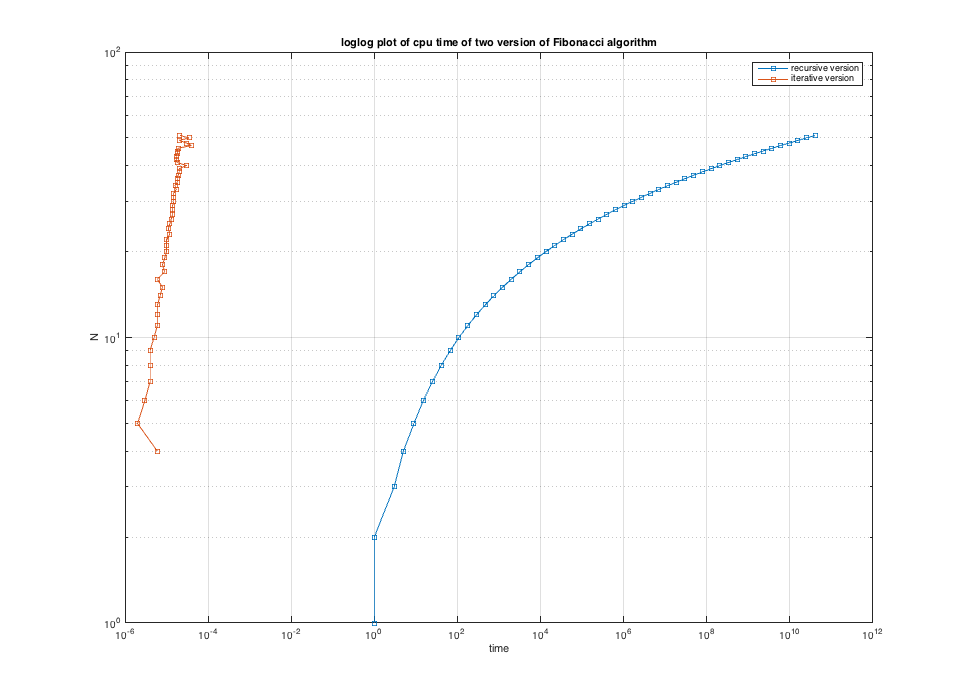 loglog plot of cpu time of two version of Fibonacci algorithm
recursive version
iterative version
10^2
10^1
10^0
N
10^-6
10^-4
10^-2
10^0
10^2
10^4
10^6
10^8
10^10
10^12
time